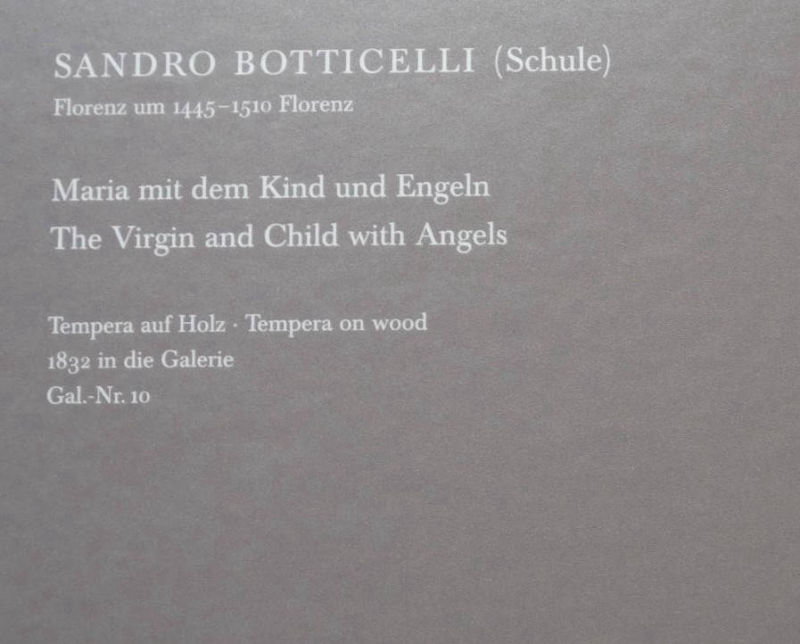 SANDRO BOTTICELLI (Schule)
Florenz um 1445–1510 Florenz
Maria mit dem Kind und Engeln
The Virgin and Child with Angels
Tempera auf Holz · Tempera on wood
1832 in die Galerie
Gal.-Nr. 10